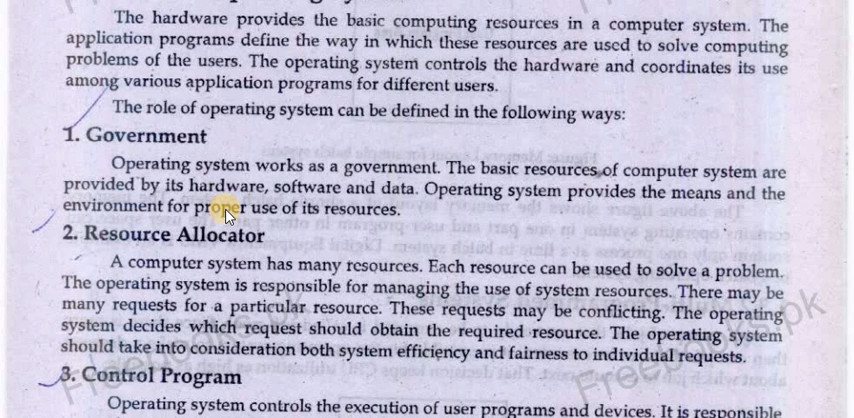 The hardware provides the basic computing resources in a computer system. The
application programs define the way in which these resources are used to solve computing
problems of the users. The operating system controls the hardware and coordinates its use
among various application programs for different users.
The role of operating system can be defined in the following ways:
1. Government
Operating system works as a government. The basic resources of computer system are
provided by its hardware, software and data. Operating system provides the means and the
environment for proper use of its resources.
2. Resource Allocator
A computer system has many resources. Each resource can be used to solve a problem.
The operating system is responsible for managing the use of system resources. There may be
many requests for a particular resource. These requests may be conflicting. The operating
system decides which request should obtain the required resource. The operating system
should take into consideration both system efficiency and fairness to individual requests.
Freebooks.pk
Freebooks.pk
3. Control Program
Operating system controls the execution of user programs and devices. It is responsible